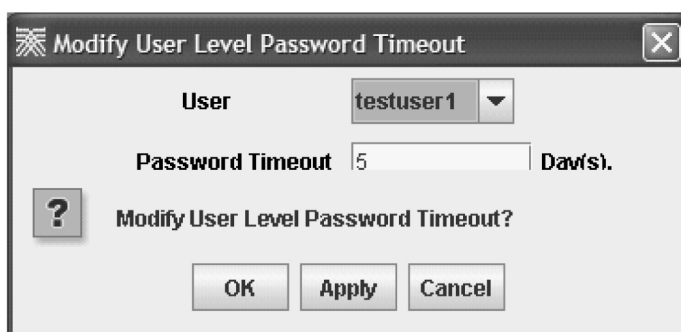 Modify User Level Password Timeout
User testuser1
Password Timeout 5 Day(s).
? Modify User Level Password Timeout?
OK Apply Cancel